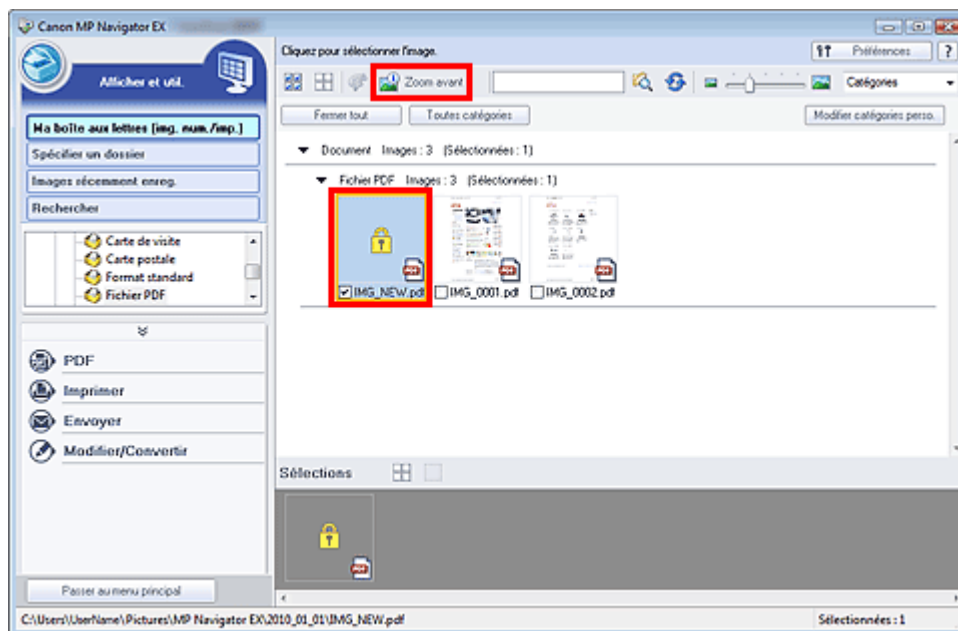 Canon MP Navigator EX
Cliquez pour sélectionner l'image.
Préférences
?
Afficher et util.
Zoom avant
Catégories
Fermer tout
Toutes catégories
Modifier catégories perso.
Ma boîte aux lettres [img. num./imp.]
Spécifier un dossier
Images récemment enreg.
Rechercher
Document Images : 3 (Sélectionnées : 1)
Fichier PDF Images : 3 (Sélectionnées : 1)
Carte de visite
Carte postale
Format standard
Fichier PDF
IMG_NEW.pdf
IMG_0001.pdf
IMG_0002.pdf
PDF
Imprimer
Envoyer
Modifier/Convertir
Sélections
PDF
Passer au menu principal
C:\Users\UserName\Pictures\MP Navigator EX\2010_01_01\IMG_NEW.pdf
Sélectionnées : 1